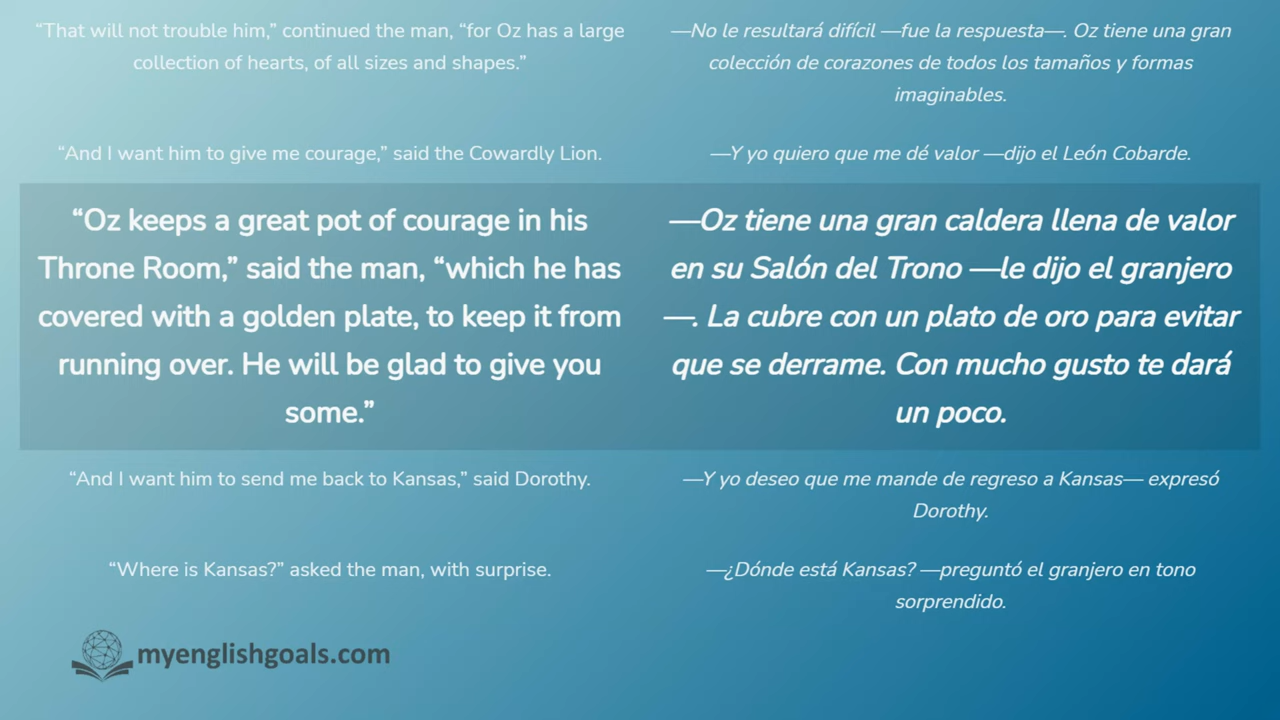 “That will not trouble him,” continued the man, “for Oz has a large
collection of hearts, of all sizes and shapes.”
—No le resultará difícil —fue la respuesta—. Oz tiene una gran
colección de corazones de todos los tamaños y formas
imaginables.
“And I want him to give me courage,” said the Cowardly Lion.
—Y yo quiero que me dé valor —dijo el León Cobarde.
“Oz keeps a great pot of courage in his
Throne Room,” said the man, “which he has
covered with a golden plate, to keep it from
running over. He will be glad to give you
some.”
—Oz tiene una gran caldera llena de valor
en su Salón del Trono —le dijo el granjero
—. La cubre con un plato de oro para evitar
que se derrame. Con mucho gusto te dará
un poco.
“And I want him to send me back to Kansas,” said Dorothy.
—Y yo deseo que me mande de regreso a Kansas— expresó
Dorothy.
“Where is Kansas?” asked the man, with surprise.
—¿Dónde está Kansas? —preguntó el granjero en tono
sorprendido.
myenglishgoals.com